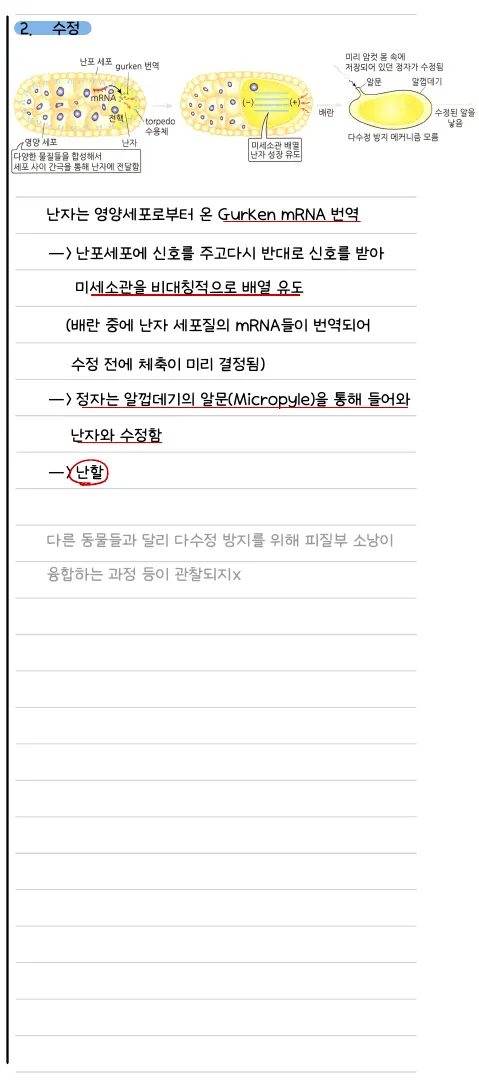 2. 수정
난포 세포
gurken 번역
mRNA
전핵
torpedo
수용체
영양 세포
난자
다양한 물질들을 합성해서
세포 사이 간극을 통해 난자에 전달함
(-)
(+)
미세소관 배열
난자 성장 유도
배란
미리 암컷 몸 속에
저장되어 있던 정자가 수정됨
알문
알껍데기
수정된 알을
낳음
다수정 방지 메커니즘 모름
난자는 영양세포로부터 온 Gurken mRNA 번역
—> 난포세포에 신호를 주고다시 반대로 신호를 받아
미세소관을 비대칭적으로 배열 유도
(배란 중에 난자 세포질의 mRNA들이 번역되어
수정 전에 체축이 미리 결정됨)
—> 정자는 알껍데기의 알문(Micropyle)을 통해 들어와
난자와 수정함
—> 난할
다른 동물들과 달리 다수정 방지를 위해 피질부 소낭이
융합하는 과정 등이 관찰되지x